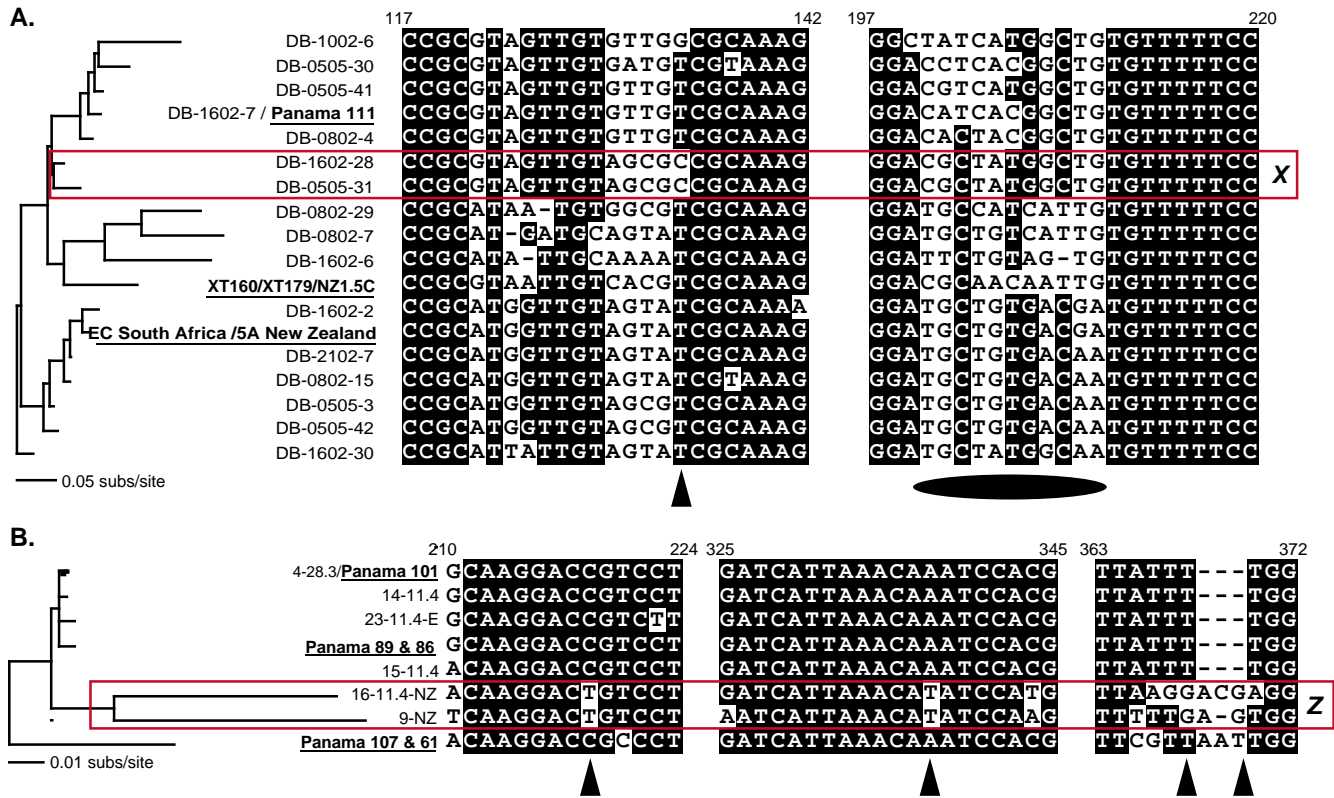 A.
117 142 197 220
DB-1002-6 CCGCGTAGTTGTGTTGGCGCAAAG GGCTATCATGGCTGTGTTTTTCC
DB-0505-30 CCGCGTAGTTGTGATGTCGTAAAG GGACCTCACGGCTGTGTTTTTCC
DB-0505-41 CCGCGTAGTTGTGTTGTCGCAAAG GGACGTCATGGCTGTGTTTTTCC
DB-1602-7 / Panama 111 CCGCGTAGTTGTGTTGTCGCAAAG GGACATCACGGCTGTGTTTTTCC
DB-0802-4 CCGCGTAGTTGTGTTGTCGCAAAG GGACACTACGGCTGTGTTTTTCC
DB-1602-28 CCGCGTAGTTGTAGCGCCGCAAAG GGACGCTATGGCTGTGTTTTTCC
DB-0505-31 CCGCGTAGTTGTAGCGCCGCAAAG GGACGCTATGGCTGTGTTTTTCC
X
DB-0802-29 CCGCATAA-TGTGGCGTCGCAAAG GGATGCCATCATTGTGTTTTTCC
DB-0802-7 CCGCAT-GATGCAGTATCGCAAAG GGATGCTGTCATTGTGTTTTTCC
DB-1602-6 CCGCATA-TTGCAAAATCGCAAAG GGATTCTGTAG-TGTGTTTTTCC
XT160/XT179/NZ1.5C CCGCGTAATTGTCACGTCGCAAAG GGACGCAACAATTGTGTTTTTCC
DB-1602-2 CCGCATGGTTGTAGTATCGCAAAA GGATGCTGTGACGATGTTTTTCC
EC South Africa /5A New Zealand CCGCATGGTTGTAGTATCGCAAAG GGATGCTGTGACAATGTTTTTCC
DB-2102-7 CCGCATGGTTGTAGTATCGCAAAG GGATGCTGTGACAATGTTTTTCC
DB-0802-15 CCGCATGGTTGTAGTATCGTAAAG GGATGCTGTGACAATGTTTTTCC
DB-0505-3 CCGCATGGTTGTAGCGTCGCAAAG GGATGCTGTGACAATGTTTTTCC
DB-0505-42 CCGCATGGTTGTAGCGTCGCAAAG GGATGCTGTGACAATGTTTTTCC
DB-1602-30 CCGCATTATTGTAGTATCGCAAAG GGATGCTATGGCAATGTTTTTCC
0.05 subs/site
B.
210 224 325 345 363 372
4-28.3/Panama 101 GCAAGGACCGTCCT GATCATTAAACAAATCCACG TTATTT---TGG
14-11.4 GCAAGGACCGTCCT GATCATTAAACAAATCCACG TTATTT---TGG
23-11.4-E GCAAGGACCGTCTT GATCATTAAACAAATCCACG TTATTT---TGG
Panama 89 & 86 GCAAGGACCGTCCT GATCATTAAACAAATCCACG TTATTT---TGG
15-11.4 ACAAGGACCGTCCT GATCATTAAACAAATCCACG TTATTT---TGG
16-11.4-NZ ACAAGGACTGTCCT GATCATTAAACATATCCATG TTAAGGACGAGG
9-NZ TCAAGGACTGTCCT AATCATTAAACATATCCAAG TTTTTGA-GTGG
Z
Panama 107 & 61 ACAAGGACCGCCCT GATCATTAAACAAATCCACG TTCGTTAATTGG
0.01 subs/site